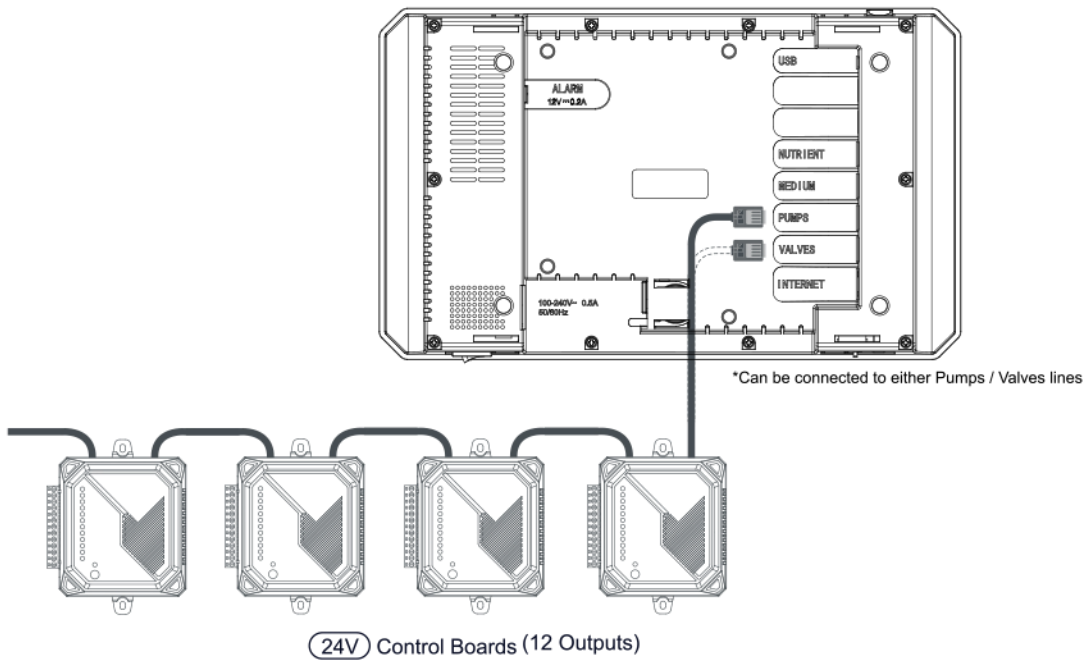 USB
ALARM
12V⎓0.2A
NUTRIENT
MEDIUM
PUMPS
VALVES
INTERNET
100-240V~ 0.5A
50/60Hz
*Can be connected to either Pumps / Valves lines
24V Control Boards (12 Outputs)